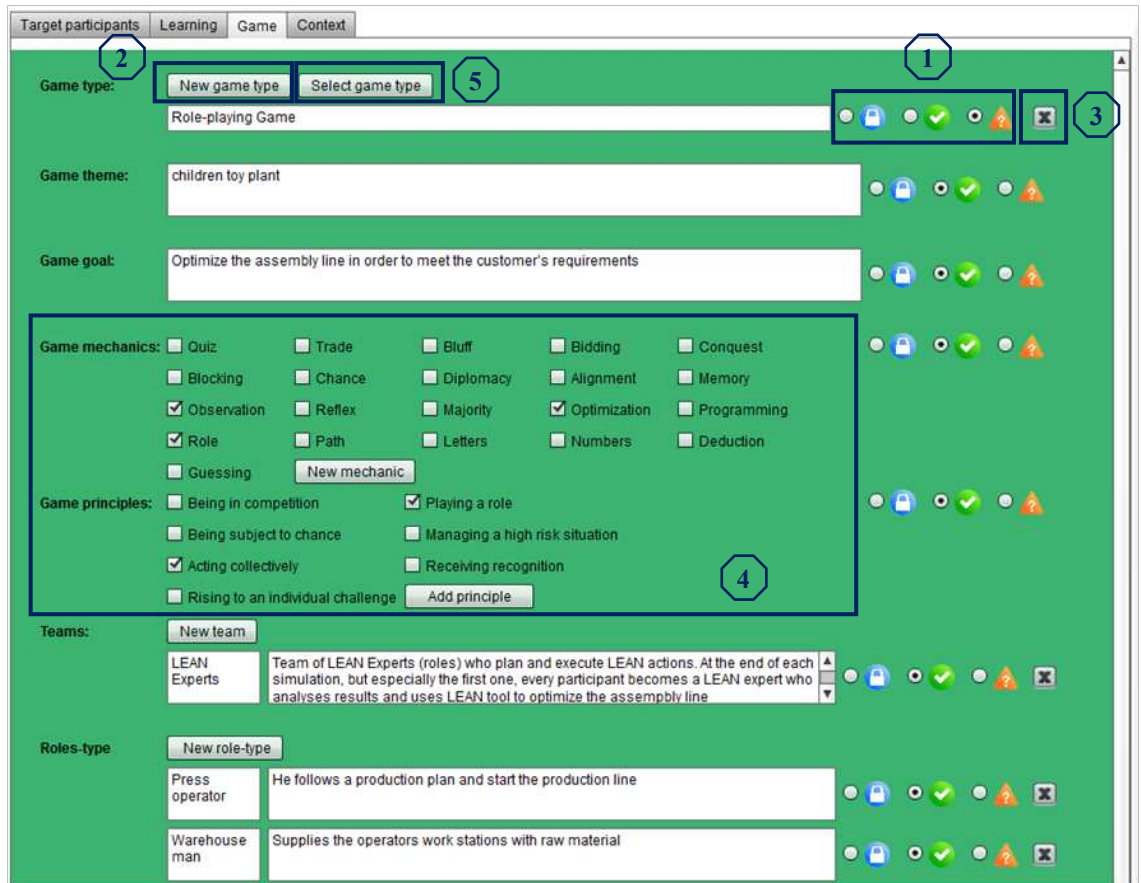 Target participants Learning Game Context
2 1
Game type: New game type Select game type 5
Role-playing Game ? x 3
Game theme: children toy plant ?
Game goal: Optimize the assembly line in order to meet the customer's requirements ?
Game mechanics: Quiz Trade Bluff Bidding Conquest ?
Blocking Chance Diplomacy Alignment Memory
Observation Reflex Majority Optimization Programming
Role Path Letters Numbers Deduction
Guessing New mechanic
Game principles: Being in competition Playing a role ?
Being subject to chance Managing a high risk situation
Acting collectively Receiving recognition 4
Rising to an individual challenge Add principle
Teams: New team
LEAN Experts Team of LEAN Experts (roles) who plan and execute LEAN actions. At the end of each
simulation, but especially the first one, every participant becomes a LEAN expert who ? x
analyses results and uses LEAN tool to optimize the assempbly line
Roles-type New role-type
Press operator He follows a production plan and start the production line ? x
Warehouse man Supplies the operators work stations with raw material ? x